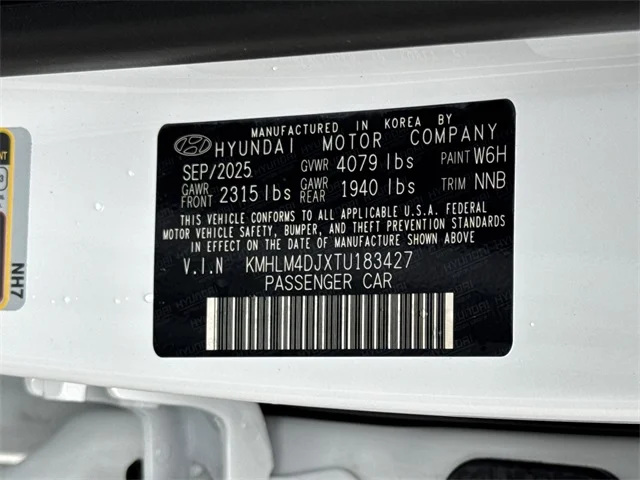 MANUFACTURED IN KOREA BY
HYUNDAI MOTOR COMPANY
SEP/2025 GVWR 4079 lbs PAINT W6H
GAWR FRONT 2315 lbs GAWR REAR 1940 lbs TRIM NNB
THIS VEHICLE CONFORMS TO ALL APPLICABLE U.S.A. FEDERAL
MOTOR VEHICLE SAFETY, BUMPER, AND THEFT PREVENTION STANDARDS
IN EFFECT ON THE DATE OF MANUFACTURE SHOWN ABOVE
V.I.N KMHLM4DJXTU183427
PASSENGER CAR
NH7